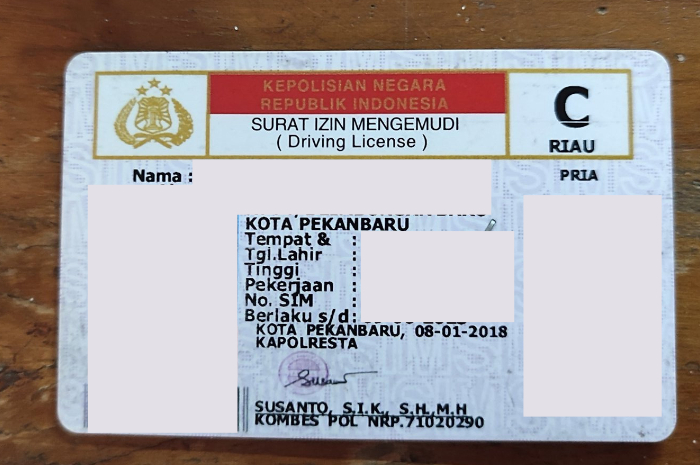 KEPOLISIAN NEGARA
REPUBLIK INDONESIA
SURAT IZIN MENGEMUDI
( Driving License )
C
RIAU
Nama :
PRIA
KOTA PEKANBARU
Tempat & :
Tgl.Lahir :
Tinggi :
Pekerjaan :
No. SIM :
Berlaku s/d:
KOTA PEKANBARU, 08-01-2018
KAPOLRESTA
SUSANTO, S.I.K., S.H,M.H
KOMBES POL NRP.71020290